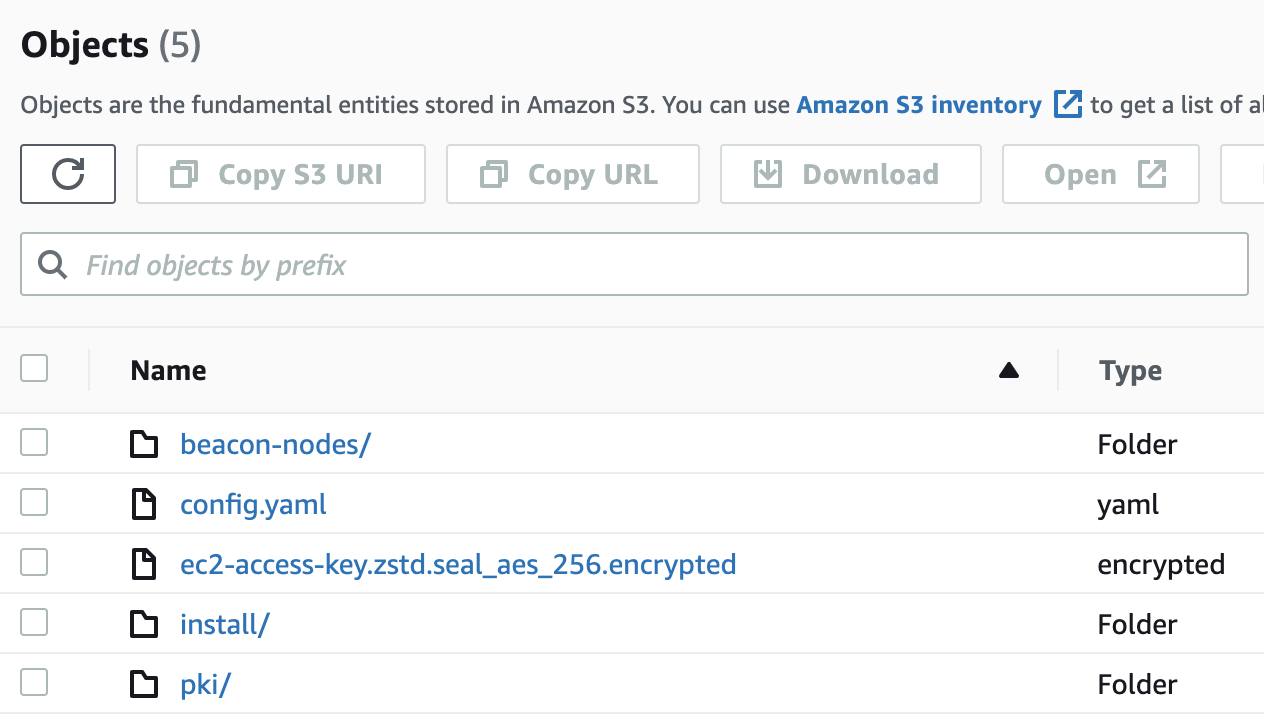 Objects (5)
Objects are the fundamental entities stored in Amazon S3. You can use Amazon S3 inventory to get a list of
Copy S3 URI Copy URL Download Open
Find objects by prefix
Name Type
beacon-nodes/ Folder
config.yaml yaml
ec2-access-key.zstd.seal_aes_256.encrypted encrypted
install/ Folder
pki/ Folder